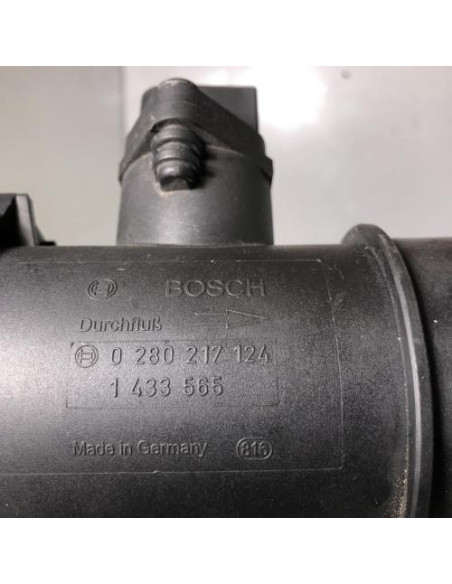 BOSCH
Durchfluß
0 280 217 124
1 433 565
Made in Germany 816